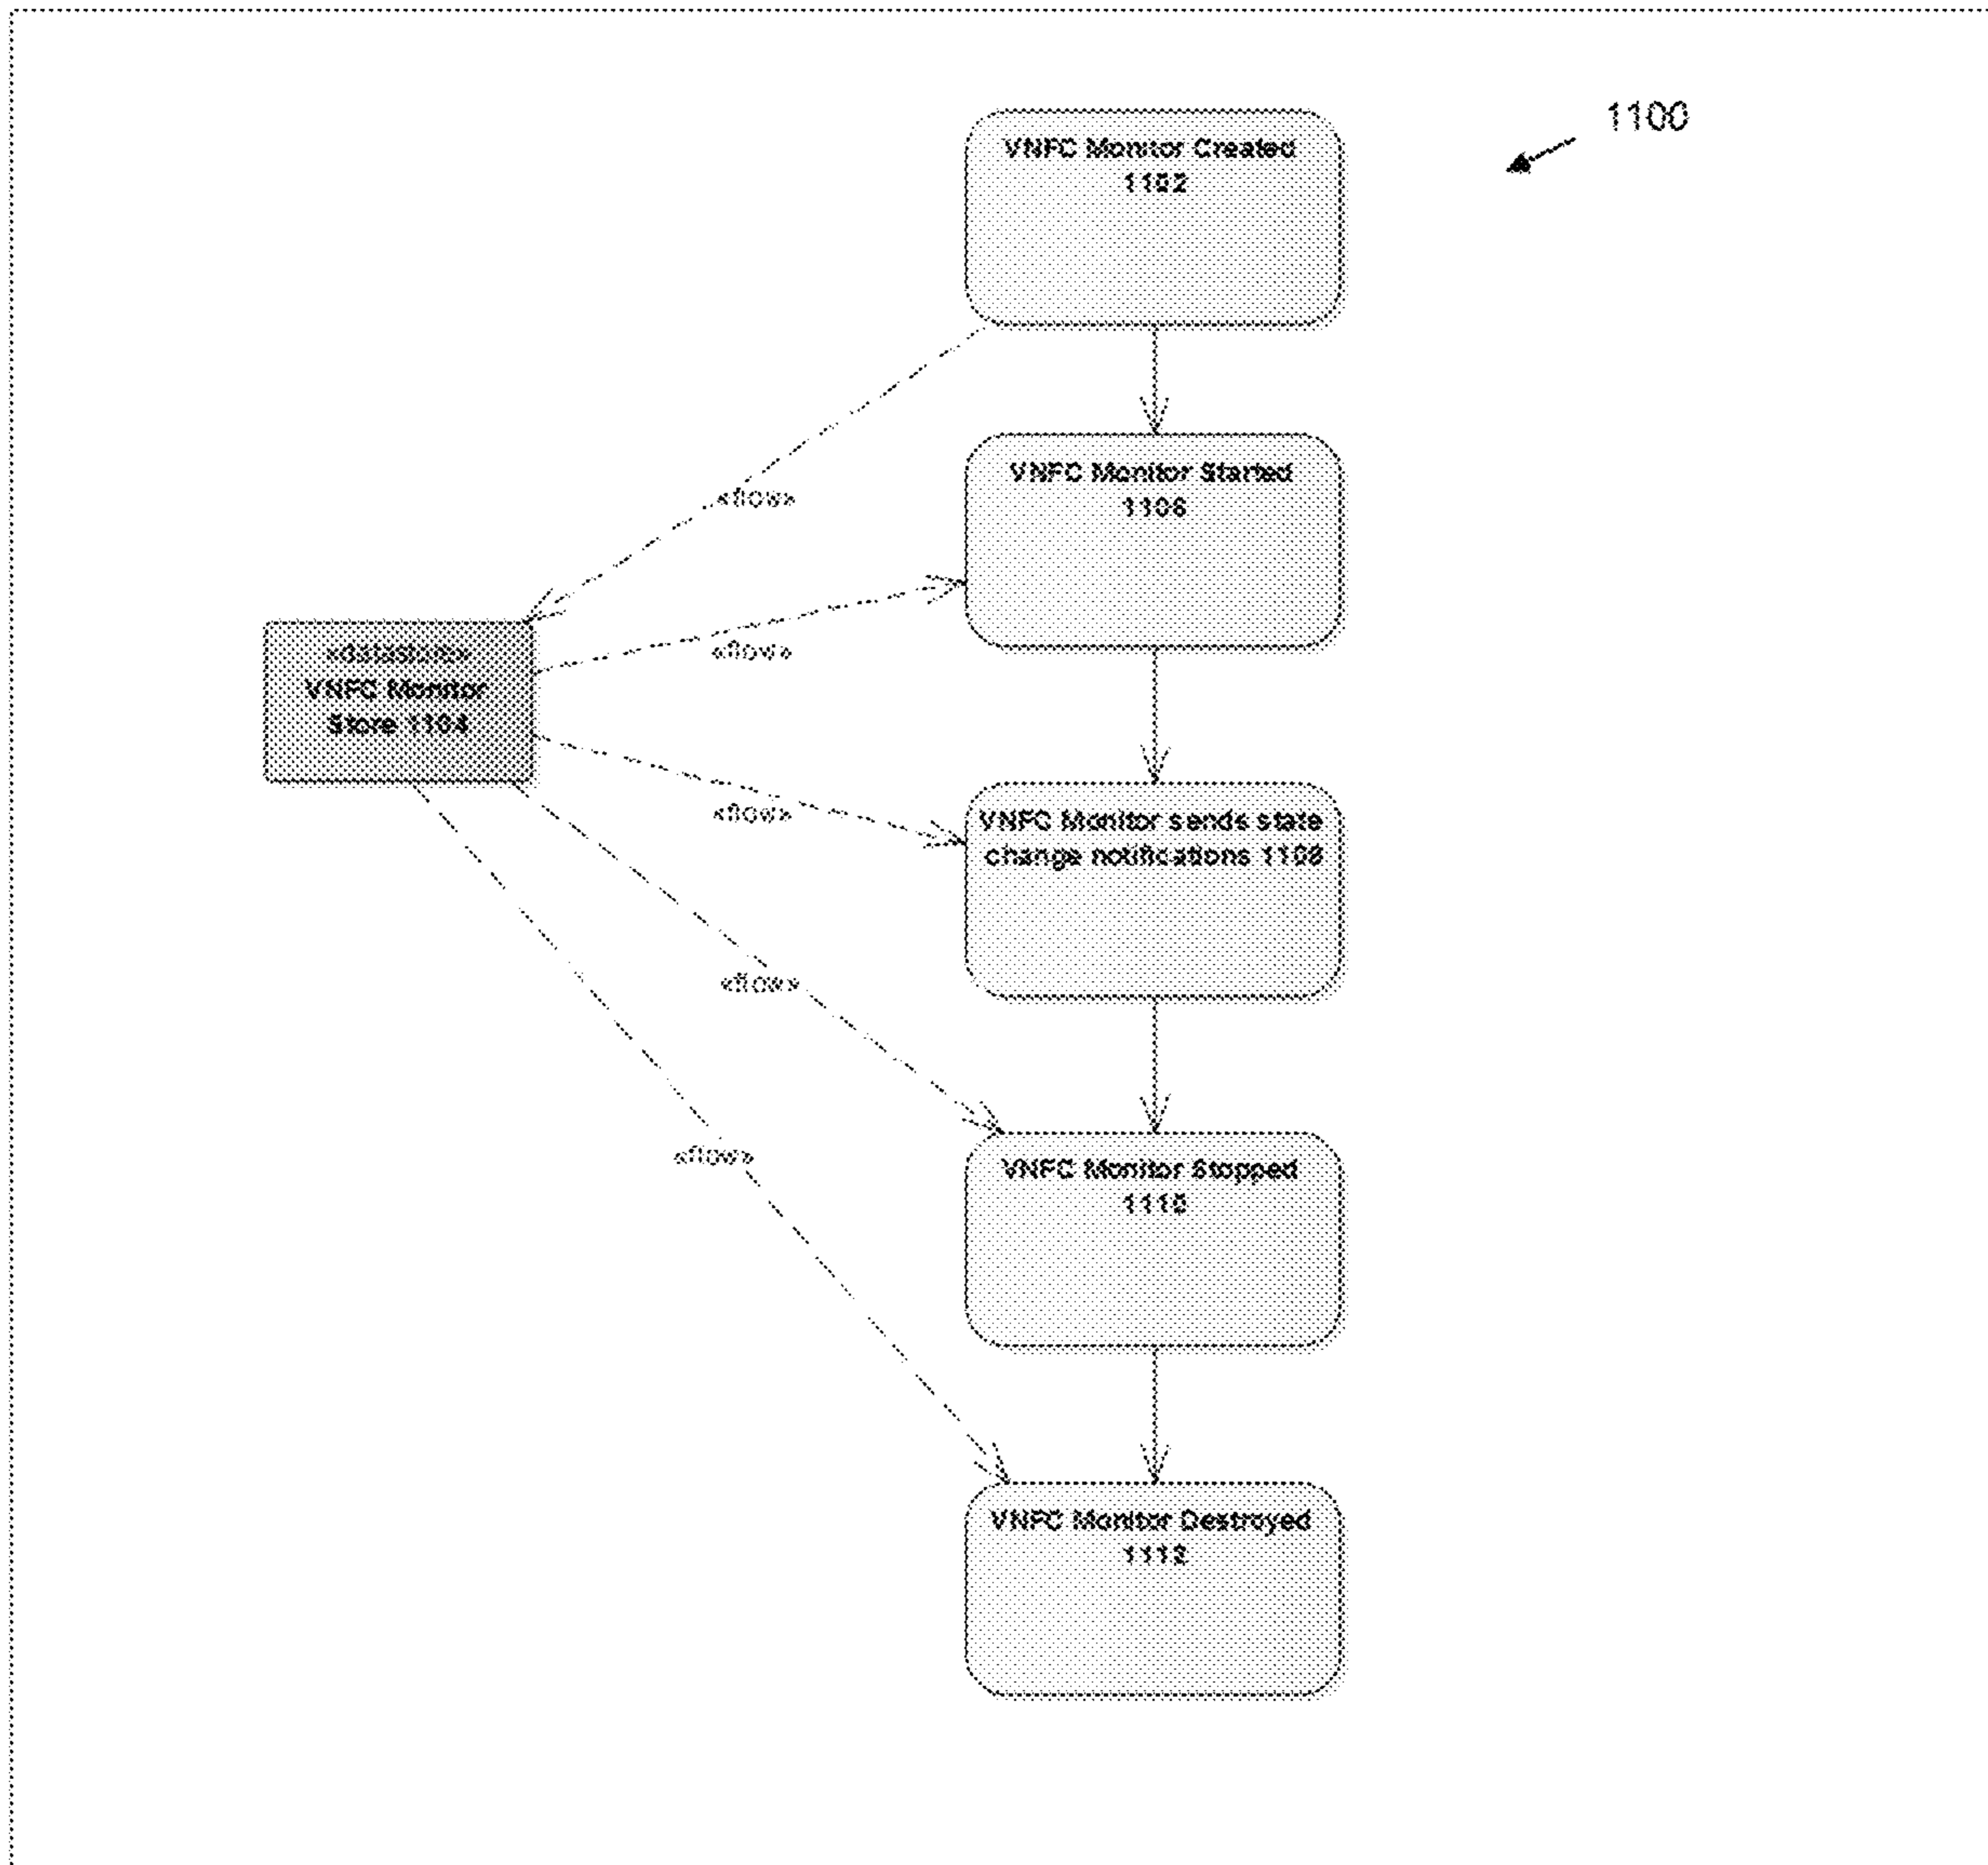 1100
VNFC Monitor Created
1102
«flow»
VNFC Monitor Started
1106
«flow»
«datastore»
VNFC Monitor
Store 1104
«flow»
VNFC Monitor sends state
change notifications 1108
«flow»
«flow»
VNFC Monitor Stopped
1110
VNFC Monitor Destroyed
1112